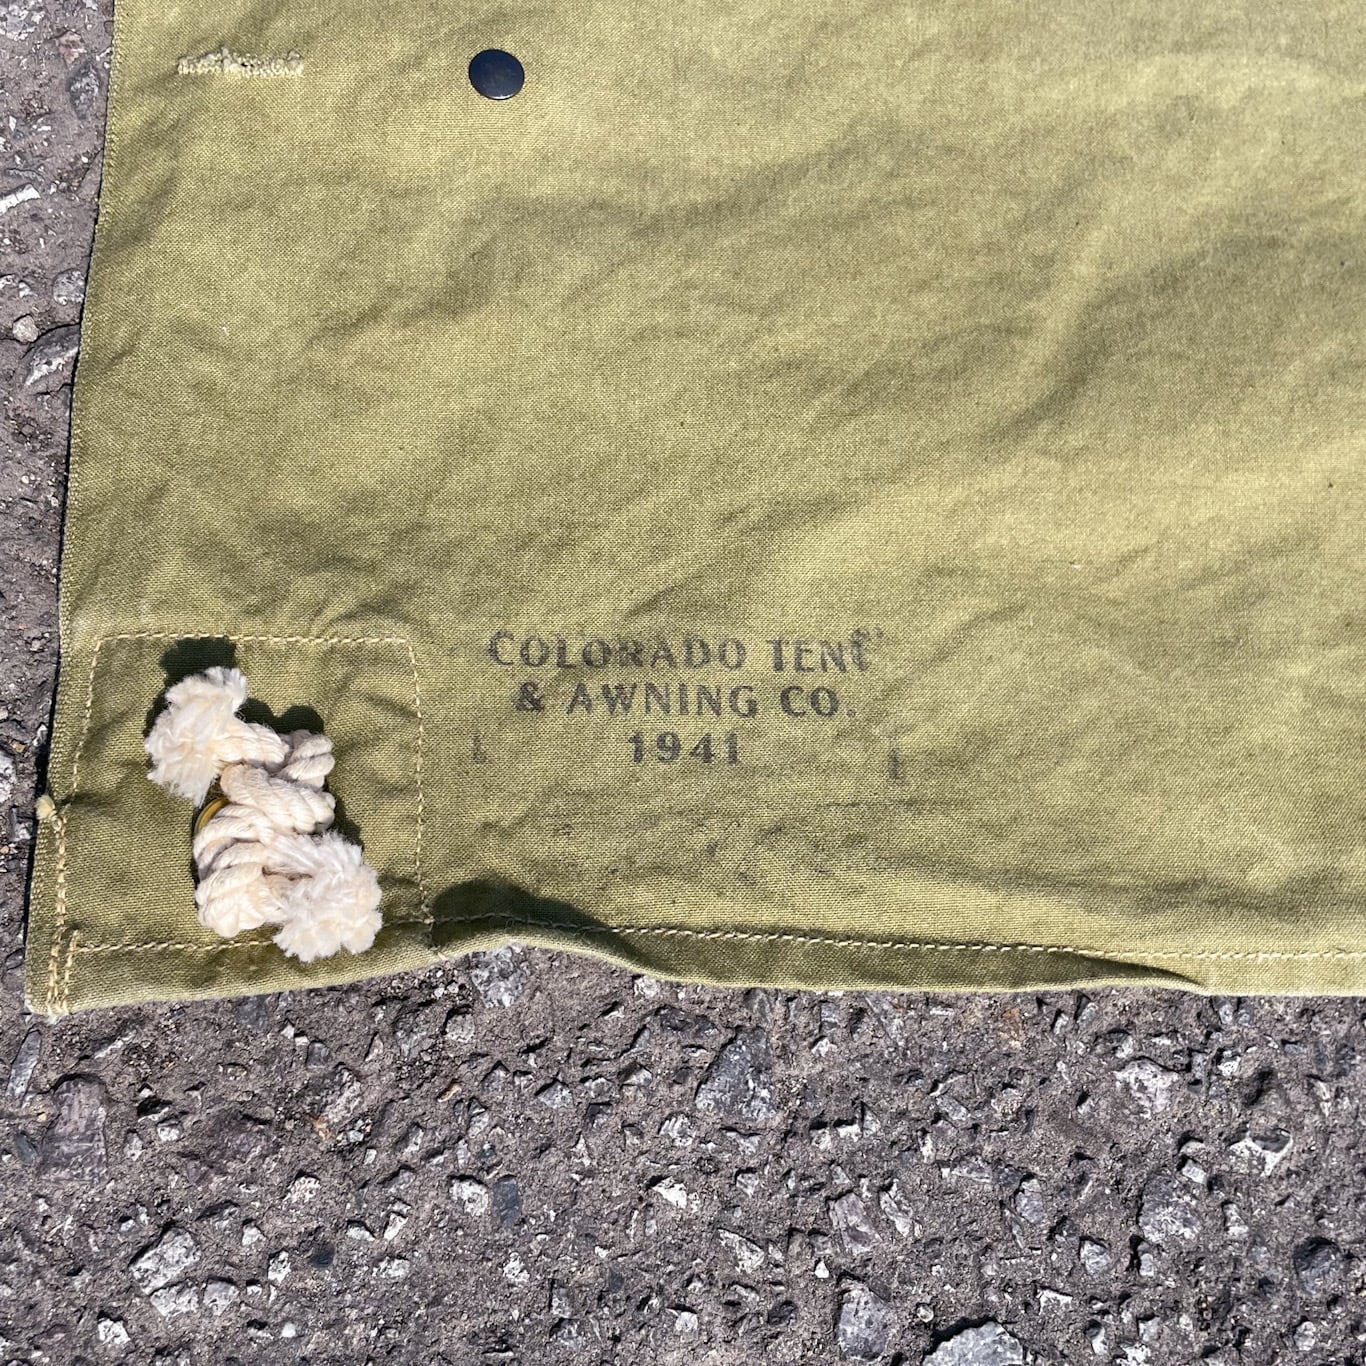 COLORADO TENT
& AWNING CO.
1941